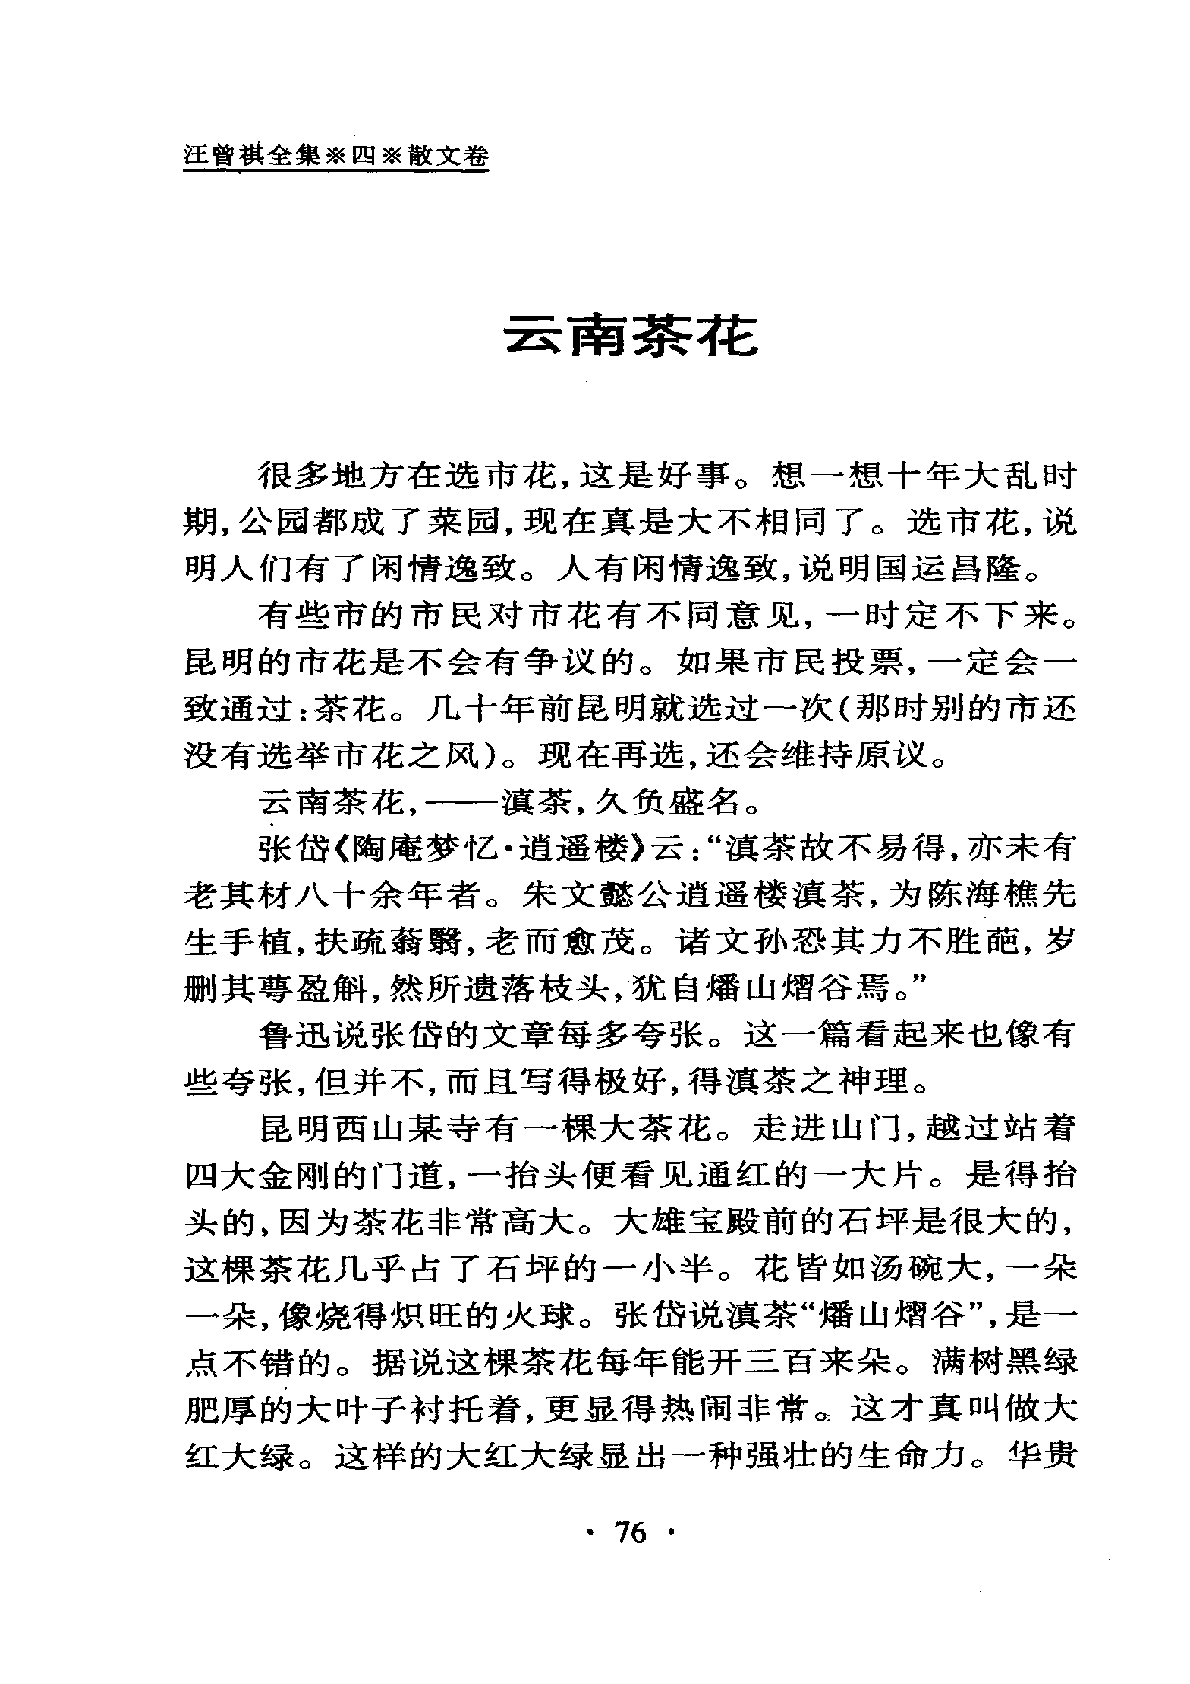 汪曾祺全集※四※散文卷
云南茶花
很多地方在选市花,这是好事。想一想十年大乱时
期,公园都成了菜园,现在真是大不相同了。选市花,说
明人们有了闲情逸致。人有闲情逸致,说明国运昌隆。
有些市的市民对市花有不同意见,一时定不下来。
昆明的市花是不会有争议的。如果市民投票,一定会一
致通过:茶花。几十年前昆明就选过一次(那时别的市还
没有选举市花之风)。现在再选,还会维持原议。
云南茶花,——滇茶,久负盛名。
张岱《陶庵梦忆·逍遥楼》云:“滇茶故不易得,亦未有
老其材八十余年者。朱文懿公逍遥楼滇茶,为陈海樵先
生手植,扶疏蓊翳,老而愈茂。诸文孙恐其力不胜葩,岁
删其萼盈斛,然所遗落枝头,犹自燔山熠谷焉。”
鲁迅说张岱的文章每多夸张。这一篇看起来也像有
些夸张,但并不,而且写得极好,得滇茶之神理。
昆明西山某寺有一棵大茶花。走进山门,越过站着
四大金刚的门道,一抬头便看见通红的一大片。是得抬
头的,因为茶花非常高大。大雄宝殿前的石坪是很大的,
这棵茶花几乎占了石坪的一小半。花皆如汤碗大,一朵
一朵,像烧得炽旺的火球。张岱说滇茶“燔山熠谷”,是一
点不错的。据说这棵茶花每年能开三百来朵。满树黑绿
肥厚的大叶子衬托着,更显得热闹非常。这才真叫做大
红大绿。这样的大红大绿显出一种强壮的生命力。华贵
· 76 ·